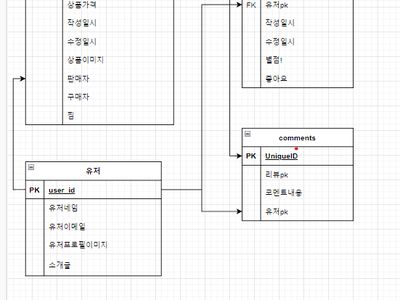 상품가격
작성일시
수정일시
상품이미지
판매자
구매자
찜
FK 유저pk
작성일시
수정일시
별점!
좋아요
comments
PK UniqueID
리뷰pk
코멘트내용
유저pk
유저
PK user_id
유저네임
유저이메일
유저프로필이미지
소개글